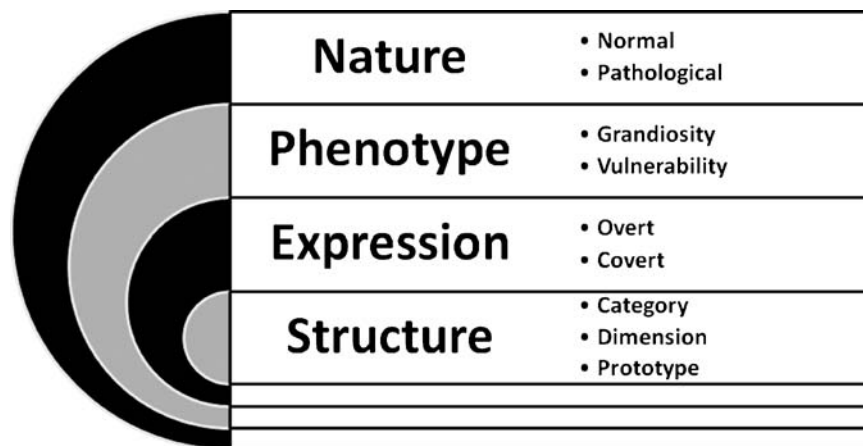 Nature
• Normal
• Pathological
Phenotype
• Grandiosity
• Vulnerability
Expression
• Overt
• Covert
Structure
• Category
• Dimension
• Prototype